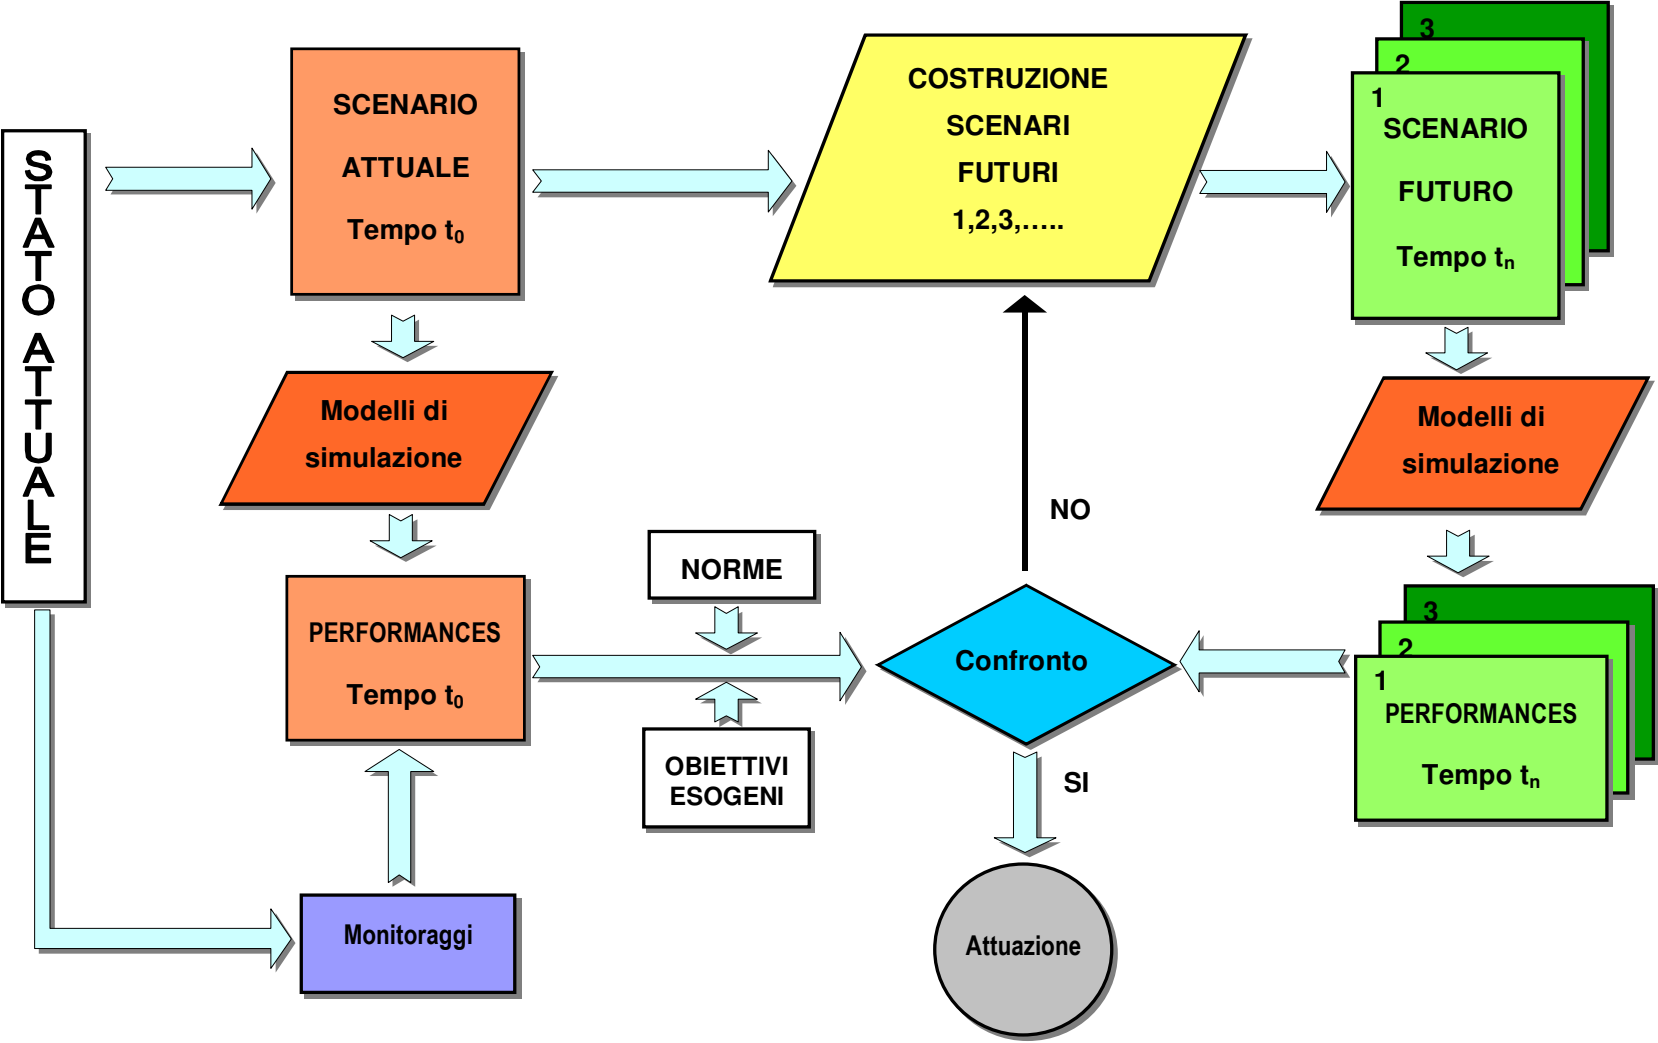 STATO ATTUALE
SCENARIO
ATTUALE
Tempo t₀
COSTRUZIONE
SCENARI
FUTURI
1,2,3,.....
3
2
1
SCENARIO
FUTURO
Tempo tₙ
Modelli di
simulazione
Modelli di
simulazione
NO
NORME
PERFORMANCES
Tempo t₀
Confronto
3
2
1
PERFORMANCES
Tempo tₙ
OBIETTIVI
ESOGENI
SI
Monitoraggi
Attuazione